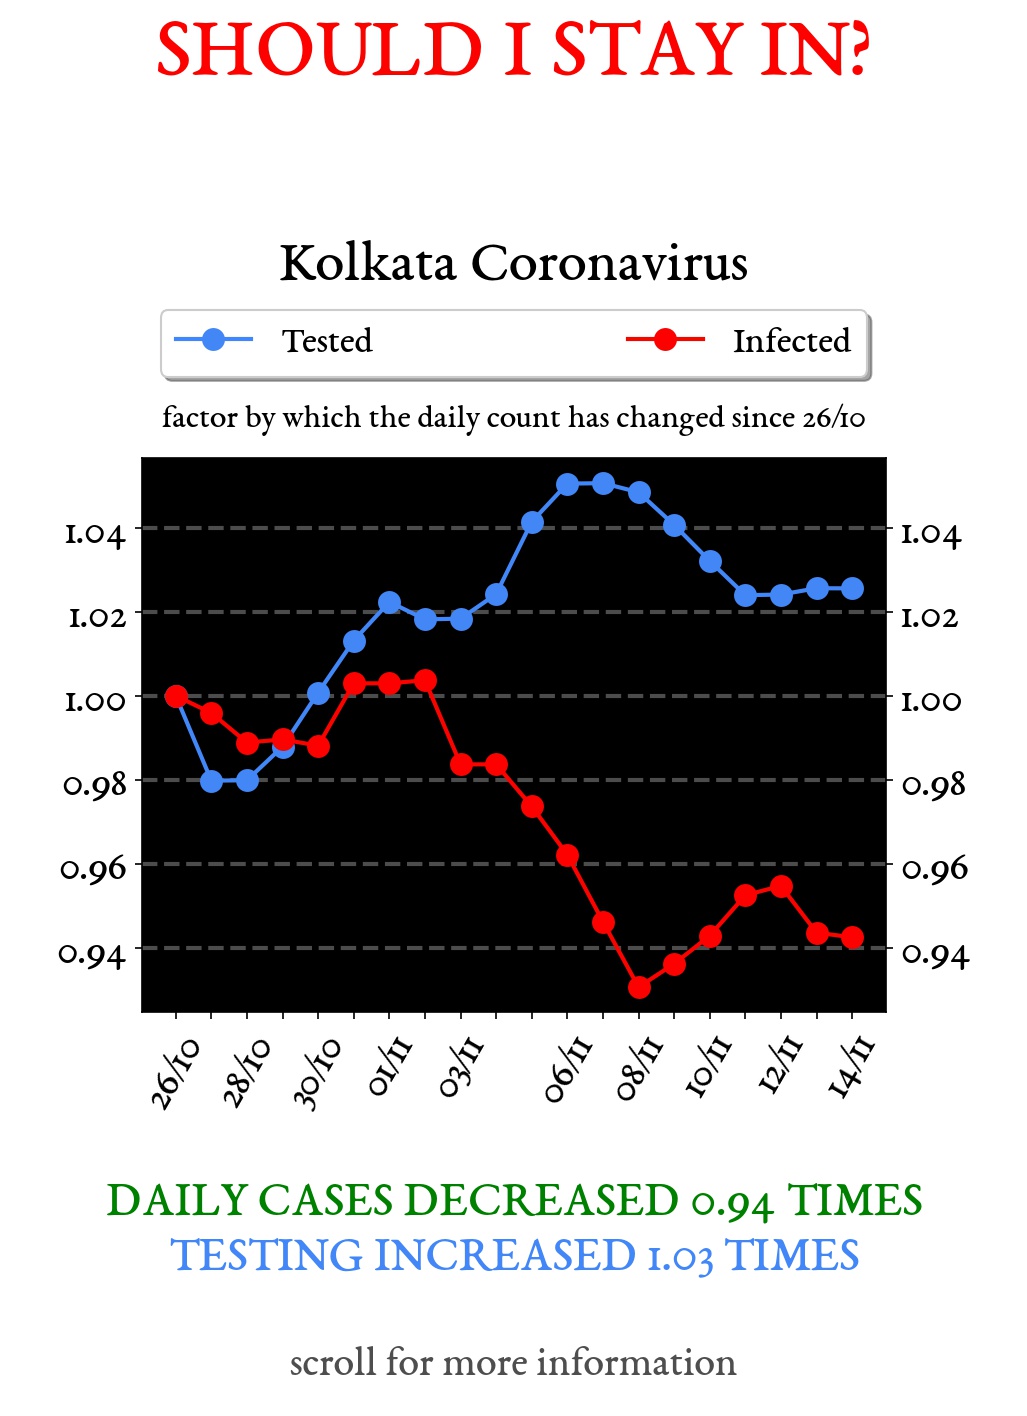 SHOULD I STAY IN?
Kolkata Coronavirus
Tested Infected
factor by which the daily count has changed since 26/10
1.04 1.04
1.02 1.02
1.00 1.00
0.98 0.98
0.96 0.96
0.94 0.94
26/10 28/10 30/10 01/11 03/11 06/11 08/11 10/11 12/11 14/11
DAILY CASES DECREASED 0.94 TIMES
TESTING INCREASED 1.03 TIMES
scroll for more information